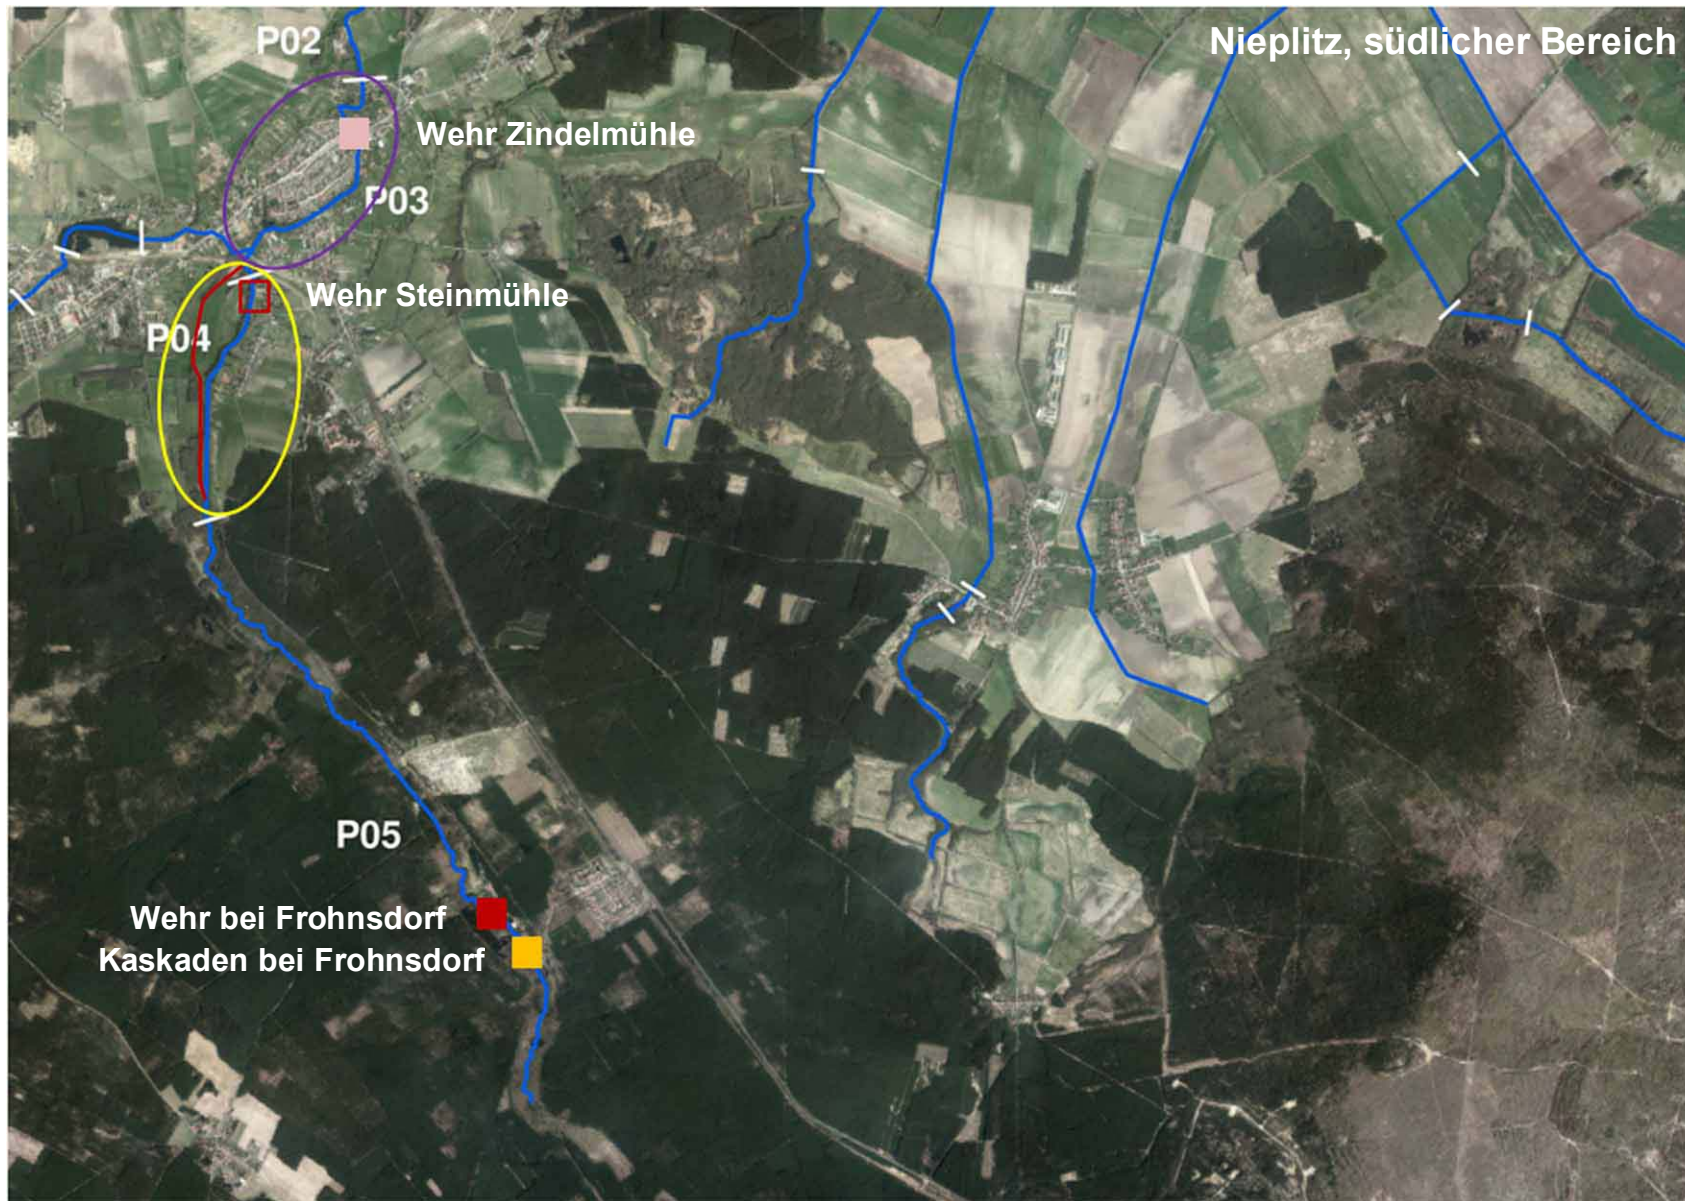 Nieplitz, südlicher Bereich
P02
Wehr Zindelmühle
P03
Wehr Steinmühle
P04
P05
Wehr bei Frohnsdorf
Kaskaden bei Frohnsdorf